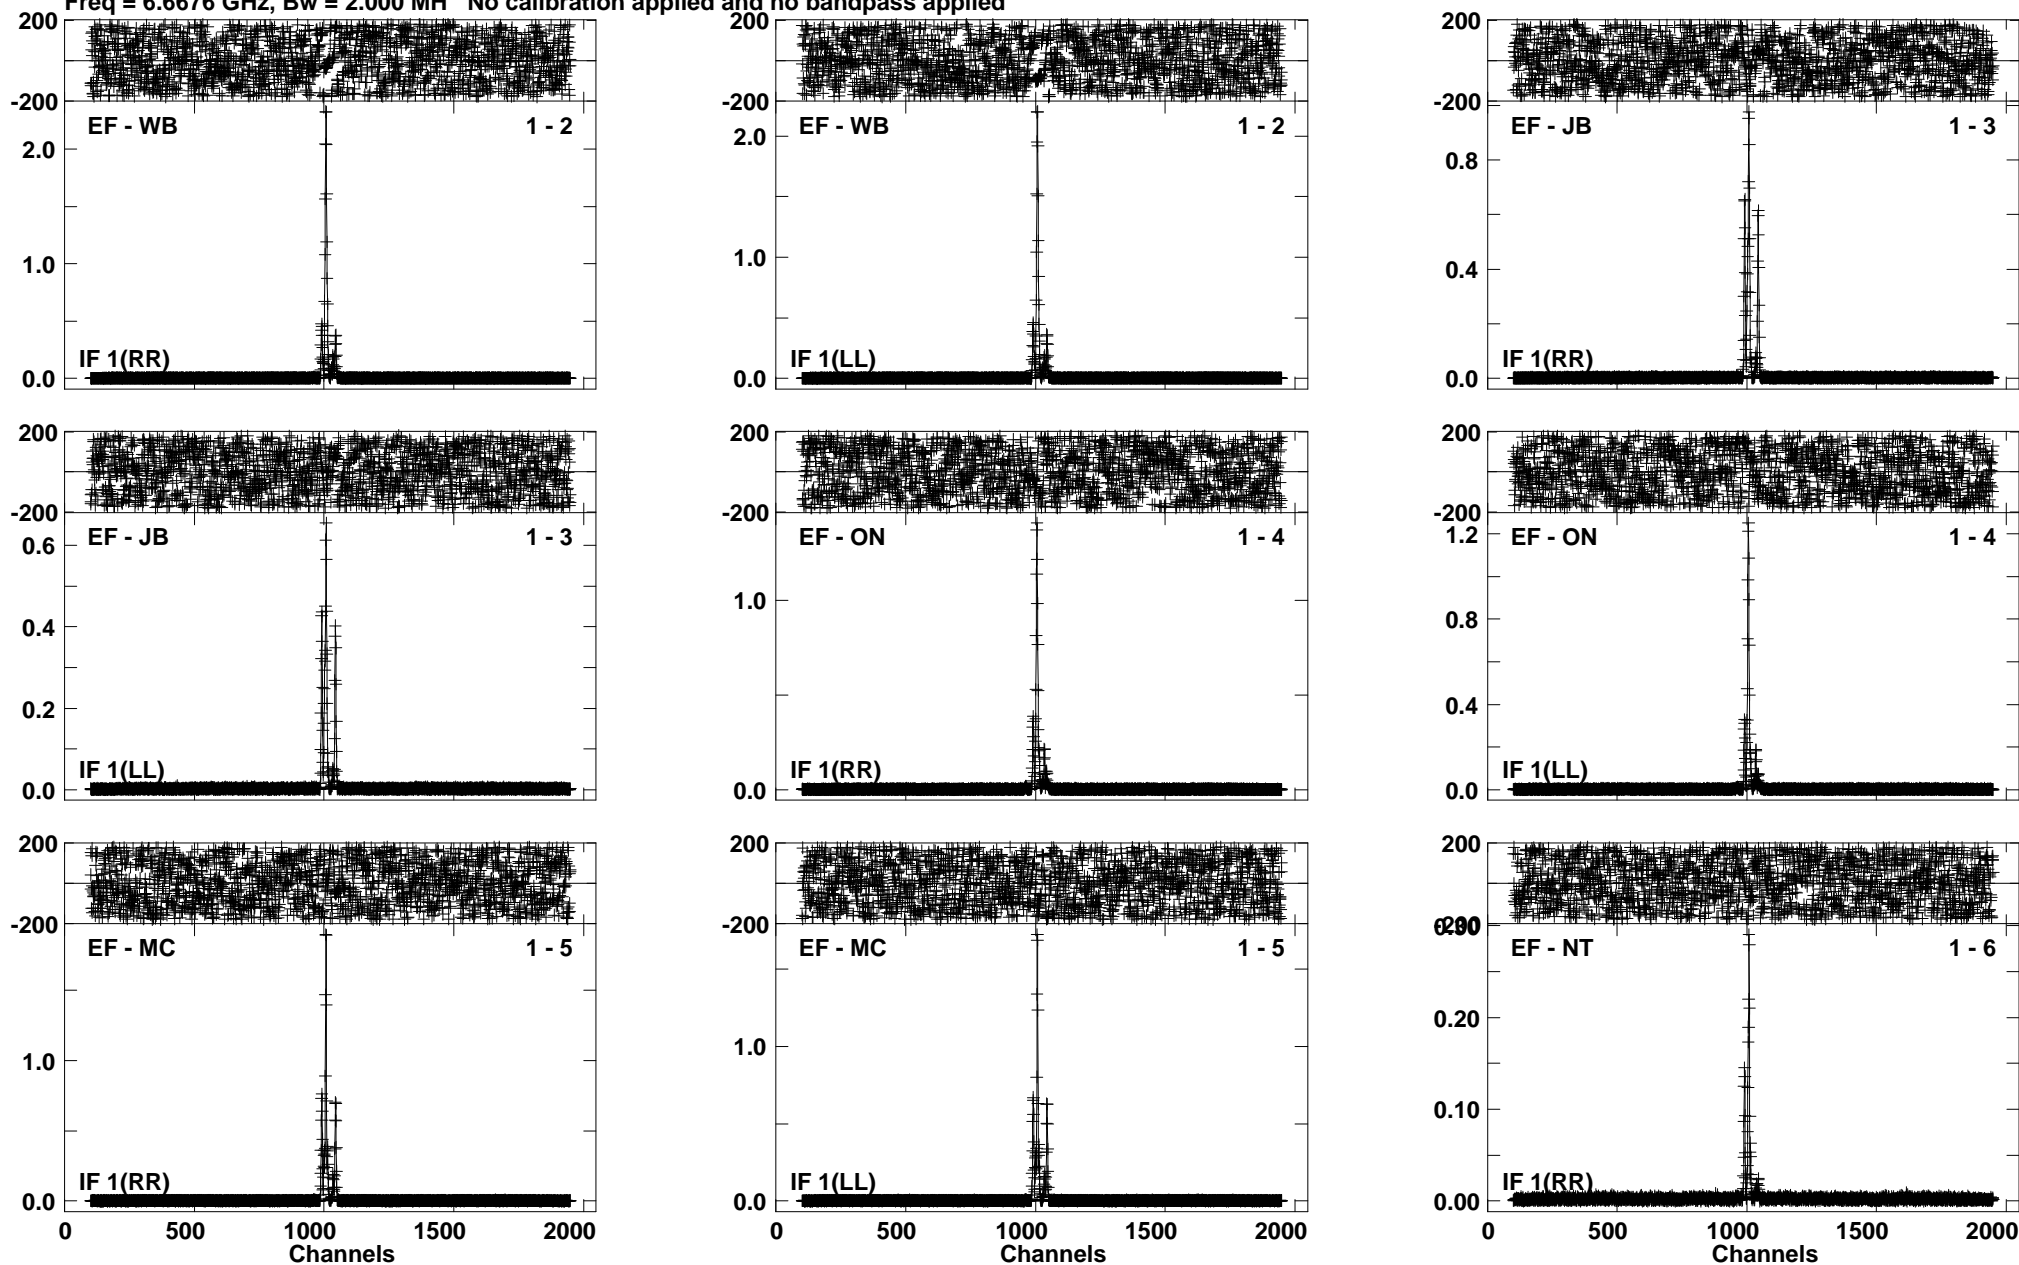 Freq = 6.6676 GHz, Bw = 2.000 MH No calibration applied and no bandpass applied
200
-200
EF - WB 1 - 2
2.0
1.0
IF 1(RR)
0.0
-200
EF - WB 1 - 2
2.0
1.0
IF 1(LL)
0.0
200
-200
EF - JB 1 - 3
0.8
0.4
IF 1(RR)
0.0
200
-200
EF - JB 1 - 3
0.6
0.4
0.2
IF 1(LL)
0.0
200
-200
EF - ON 1 - 4
1.0
IF 1(RR)
0.0
200
-200
EF - ON 1 - 4
1.2
0.8
0.4
IF 1(LL)
0.0
200
-200
EF - MC 1 - 5
1.0
IF 1(RR)
0.0
0 500 1000 1500 2000
Channels
200
-200
EF - MC 1 - 5
1.0
IF 1(LL)
0.0
0 500 1000 1500 2000
Channels
200
EF - NT 1 - 6
0.20
0.10
IF 1(RR)
0.00
0 500 1000 1500 2000
Channels